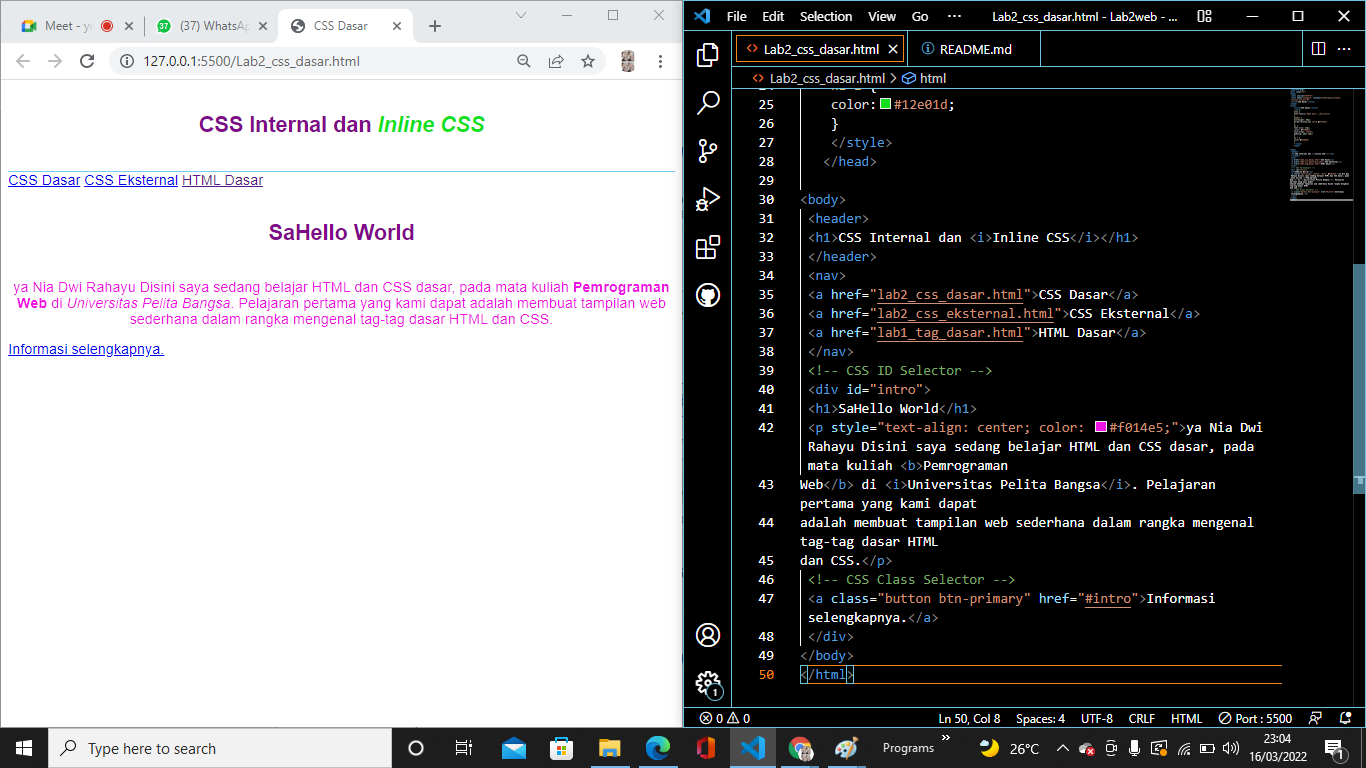 Meet - yi
(37) WhatsAp
CSS Dasar
127.0.0.1:5500/Lab2_css_dasar.html
CSS Internal dan Inline CSS
CSS Dasar CSS Eksternal HTML Dasar
SaHello World
ya Nia Dwi Rahayu Disini saya sedang belajar HTML dan CSS dasar, pada mata kuliah Pemrograman
Web di Universitas Pelita Bangsa. Pelajaran pertama yang kami dapat adalah membuat tampilan web
sederhana dalam rangka mengenal tag-tag dasar HTML dan CSS.
Informasi selengkapnya.
File Edit Selection View Go ··· Lab2_css_dasar.html - Lab2web - ...
Lab2_css_dasar.html README.md
Lab2_css_dasar.html > html
25 color: #12e01d;
26 }
27 </style>
28 </head>
29
30 <body>
31 <header>
32 <h1>CSS Internal dan <i>Inline CSS</i></h1>
33 </header>
34 <nav>
35 <a href="lab2_css_dasar.html">CSS Dasar</a>
36 <a href="lab2_css_eksternal.html">CSS Eksternal</a>
37 <a href="lab1_tag_dasar.html">HTML Dasar</a>
38 </nav>
39 <!-- CSS ID Selector -->
40 <div id="intro">
41 <h1>SaHello World</h1>
42 <p style="text-align: center; color: #f014e5;">ya Nia Dwi
Rahayu Disini saya sedang belajar HTML dan CSS dasar, pada
mata kuliah <b>Pemrograman
43 Web</b> di <i>Universitas Pelita Bangsa</i>. Pelajaran
pertama yang kami dapat
44 adalah membuat tampilan web sederhana dalam rangka mengenal
tag-tag dasar HTML
45 dan CSS.</p>
46 <!-- CSS Class Selector -->
47 <a class="button btn-primary" href="#intro">Informasi
selengkapnya.</a>
48 </div>
49 </body>
50 </html>
1
0 0 Ln 50, Col 8 Spaces: 4 UTF-8 CRLF HTML Port : 5500
Type here to search
Programs
26°C
23:04
16/03/2022
1